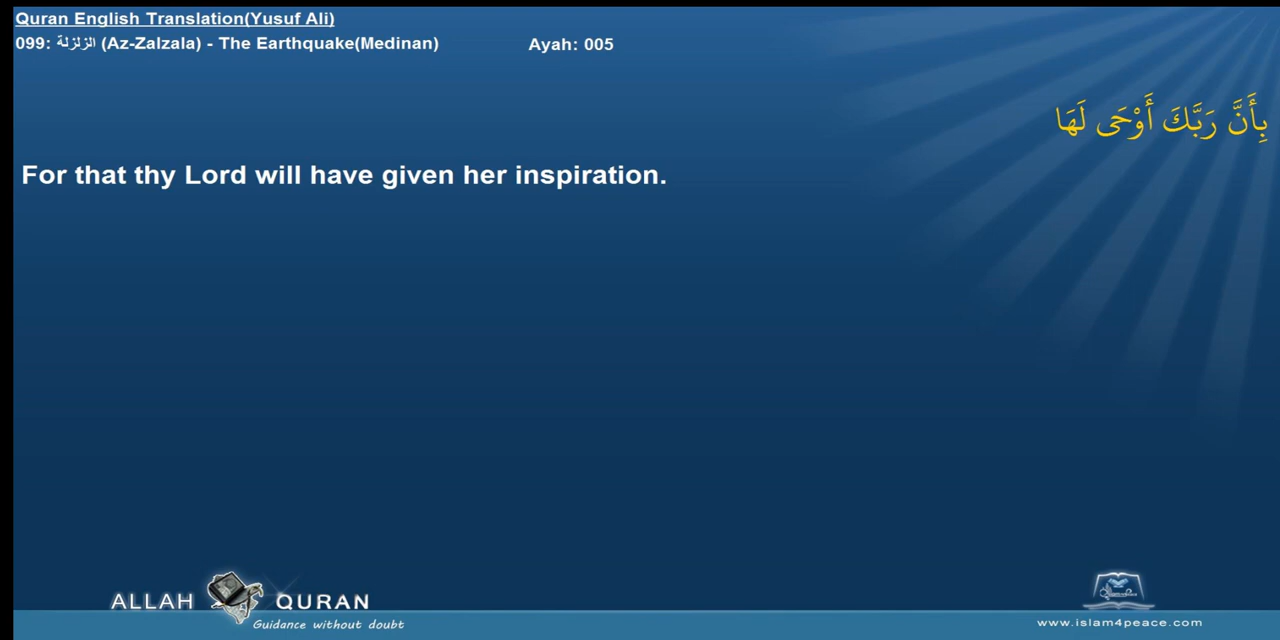 Quran English Translation(Yusuf Ali)
099: الزلزلة (Az-Zalzala) - The Earthquake(Medinan) Ayah: 005
بِأَنَّ رَبَّكَ أَوْحَى لَهَا
For that thy Lord will have given her inspiration.
ALLAH QURAN
Guidance without doubt
www.islam4peace.com